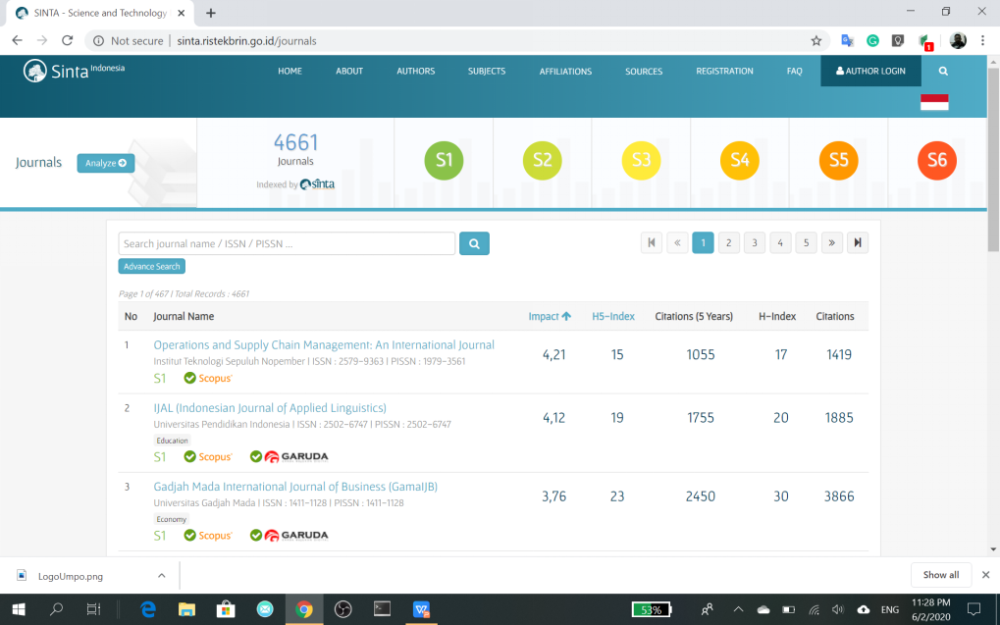 SINTA - Science and Technology
Not secure | sinta.ristekbrin.go.id/journals
1
Sinta Indonesia
HOME ABOUT AUTHORS SUBJECTS AFFILIATIONS SOURCES REGISTRATION FAQ AUTHOR LOGIN
Journals Analyze
4661
Journals
Indexed by sinta
S1 S2 S3 S4 S5 S6
Search journal name / ISSN / PISSN ...
1 2 3 4 5
Advance Search
Page 1 of 467 | Total Records : 4661
No Journal Name Impact H5-Index Citations (5 Years) H-Index Citations
1 Operations and Supply Chain Management: An International Journal 4,21 15 1055 17 1419
Institut Teknologi Sepuluh Nopember | ISSN : 2579-9363 | PISSN : 1979-3561
S1 Scopus
2 IJAL (Indonesian Journal of Applied Linguistics) 4,12 19 1755 20 1885
Universitas Pendidikan Indonesia | ISSN : 2502-6747 | PISSN : 2502-6747
Education
S1 Scopus GARUDA
3 Gadjah Mada International Journal of Business (GamaIJB) 3,76 23 2450 30 3866
Universitas Gadjah Mada | ISSN : 1411-1128 | PISSN : 1411-1128
Economy
S1 Scopus GARUDA
LogoUmpo.png Show all
53% ENG 11:28 PM
6/2/2020